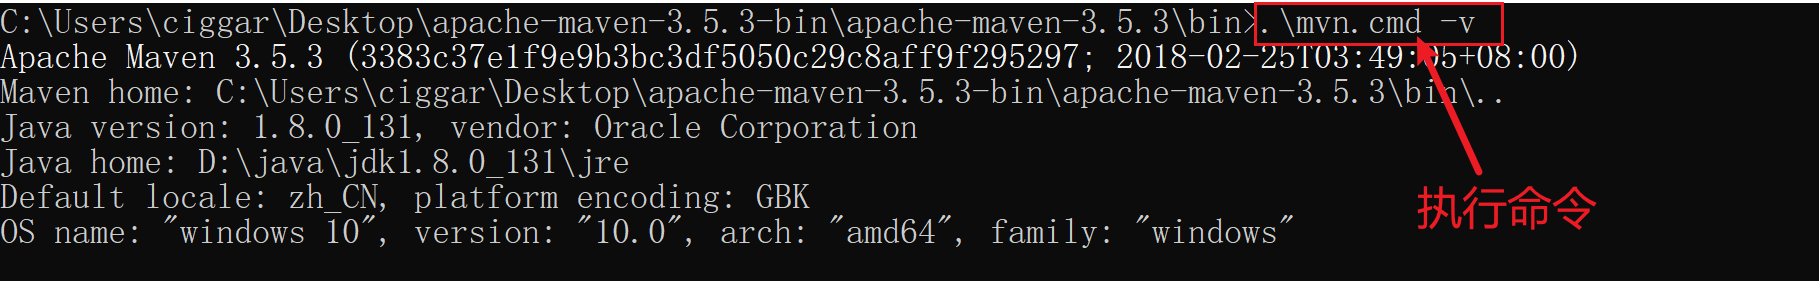 C:\Users\ciggar\Desktop\apache-maven-3.5.3-bin\apache-maven-3.5.3\bin>.\mvn.cmd -v
Apache Maven 3.5.3 (3383c37e1f9e9b3bc3df5050c29c8aff9f295297; 2018-02-25T03:49:05+08:00)
Maven home: C:\Users\ciggar\Desktop\apache-maven-3.5.3-bin\apache-maven-3.5.3\bin\..
Java version: 1.8.0_131, vendor: Oracle Corporation
Java home: D:\java\jdk1.8.0_131\jre
Default locale: zh_CN, platform encoding: GBK
OS name: "windows 10", version: "10.0", arch: "amd64", family: "windows"
执行命令